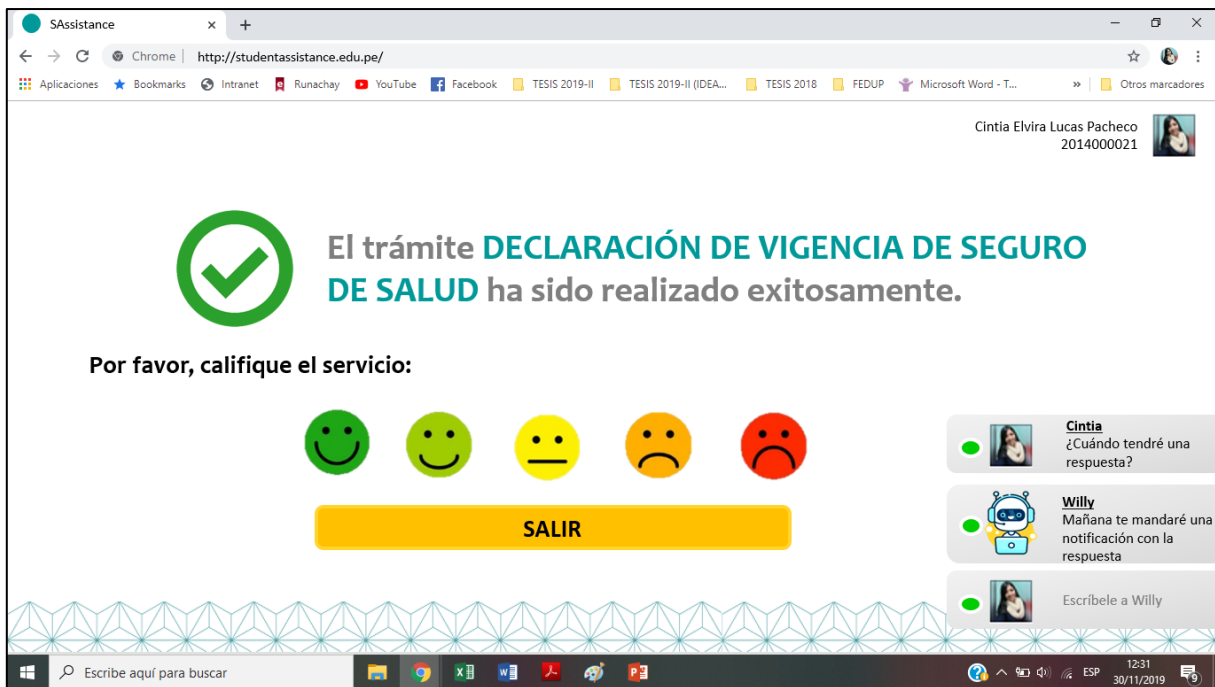 SAssistance
Chrome
http://studentassistance.edu.pe/
Aplicaciones
Bookmarks
Intranet
Runachay
YouTube
Facebook
TESIS 2019-II
TESIS 2019-II (IDEA...
TESIS 2018
FEDUP
Microsoft Word - T...
»
Otros marcadores
Cintia Elvira Lucas Pacheco
2014000021
El trámite DECLARACIÓN DE VIGENCIA DE SEGURO
DE SALUD ha sido realizado exitosamente.
Por favor, califique el servicio:
SALIR
Cintia
¿Cuándo tendré una
respuesta?
Willy
Mañana te mandaré una
notificación con la
respuesta
Escríbele a Willy
Escribe aquí para buscar
ESP
12:31
30/11/2019
9